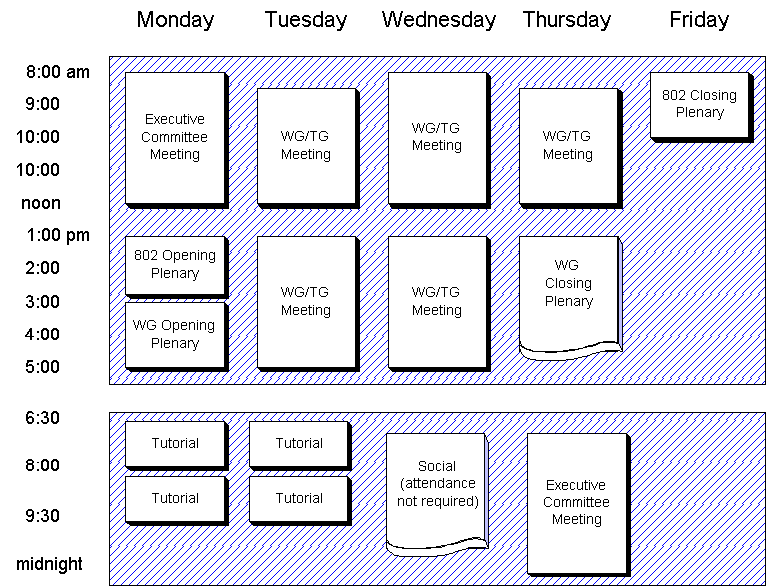 Monday Tuesday Wednesday Thursday Friday
8:00 am
9:00
10:00
10:00
noon
1:00 pm
2:00
3:00
4:00
5:00
6:30
8:00
9:30
midnight
Executive
Committee
Meeting
802 Opening
Plenary
WG Opening
Plenary
Tutorial
Tutorial
WG/TG
Meeting
WG/TG
Meeting
Tutorial
Tutorial
WG/TG
Meeting
WG/TG
Meeting
Social
(attendance
not required)
WG/TG
Meeting
WG
Closing
Plenary
Executive
Committee
Meeting
802 Closing
Plenary